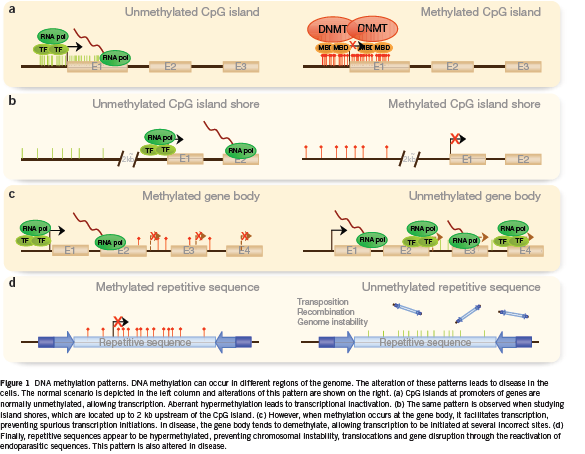 a
Unmethylated CpG island
Methylated CpG island
RNA pol
TF TF
RNA pol
E1 E2 E3
DNMT DNMT
MBD MBD MBD MBD
E1 E2 E3
b
Unmethylated CpG island shore
Methylated CpG island shore
RNA pol
TF TF
RNA pol
2kb
E1 E2
2kb
E1 E2
c
Methylated gene body
Unmethylated gene body
RNA pol
TF TF
RNA pol
E1 E2 E3 E4
RNA pol
RNA pol
TF TF
RNA pol
TF TF
RNA pol
TF TF
E1 E2 E3 E4
d
Methylated repetitive sequence
Unmethylated repetitive sequence
Transposition
Recombination
Genome instability
Repetitive sequence
Repetitive sequence
Figure 1 DNA methylation patterns. DNA methylation can occur in different regions of the genome. The alteration of these patterns leads to disease in the
cells. The normal scenario is depicted in the left column and alterations of this pattern are shown on the right. (a) CpG islands at promoters of genes are
normally unmethylated, allowing transcription. Aberrant hypermethylation leads to transcriptional inactivation. (b) The same pattern is observed when studying
island shores, which are located up to 2 kb upstream of the CpG island. (c) However, when methylation occurs at the gene body, it facilitates transcription,
preventing spurious transcription initiations. In disease, the gene body tends to demethylate, allowing transcription to be initiated at several incorrect sites. (d)
Finally, repetitive sequences appear to be hypermethylated, preventing chromosomal instability, translocations and gene disruption through the reactivation of
endoparasitic sequences. This pattern is also altered in disease.